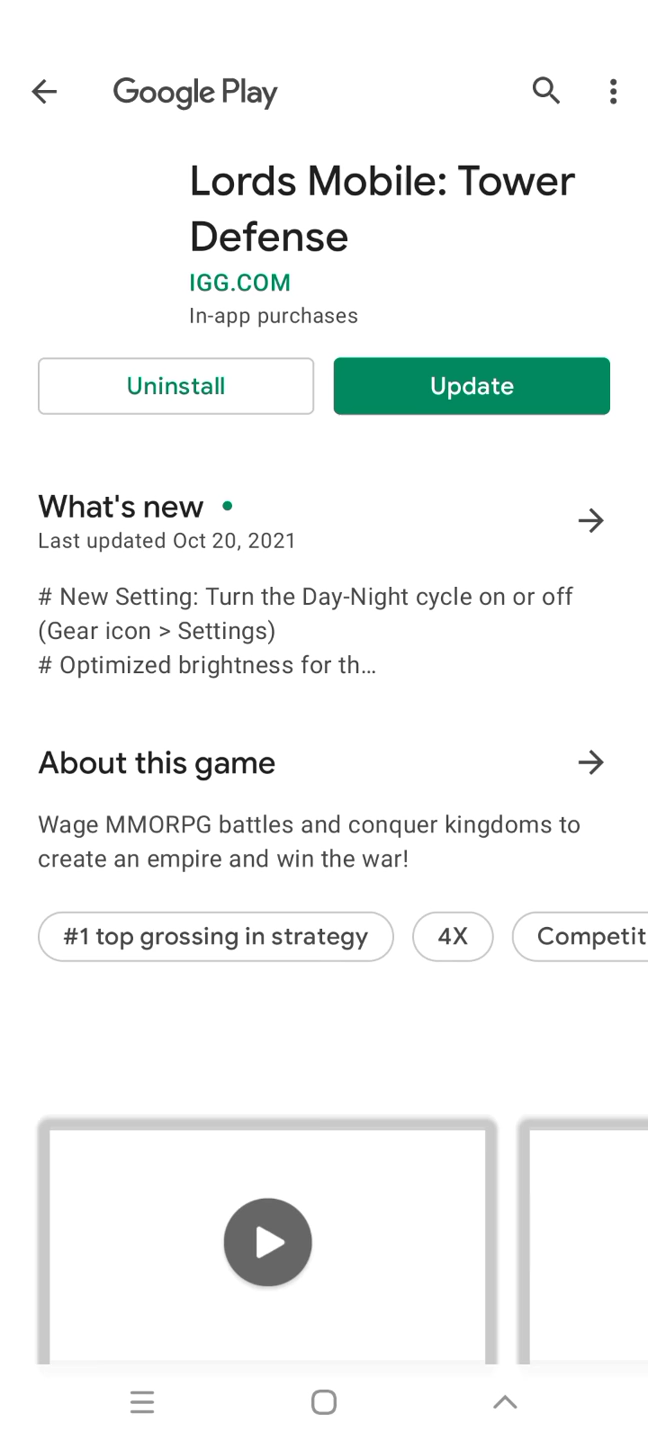 Google Play
Lords Mobile: Tower
Defense
IGG.COM
In-app purchases
Uninstall
Update
What's new
Last updated Oct 20, 2021
# New Setting: Turn the Day-Night cycle on or off
(Gear icon > Settings)
# Optimized brightness for th…
About this game
Wage MMORPG battles and conquer kingdoms to
create an empire and win the war!
#1 top grossing in strategy
4X
Competit